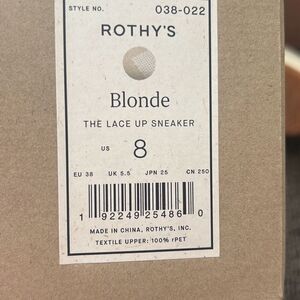 STYLE NO. 038-022
ROTHY'S
Blonde
THE LACE UP SNEAKER
US 8
EU 38 UK 5.5 JPN 25 CN 250
1 92249 25486 0
MADE IN CHINA, ROTHY'S, INC.
TEXTILE UPPER: 100% rPET